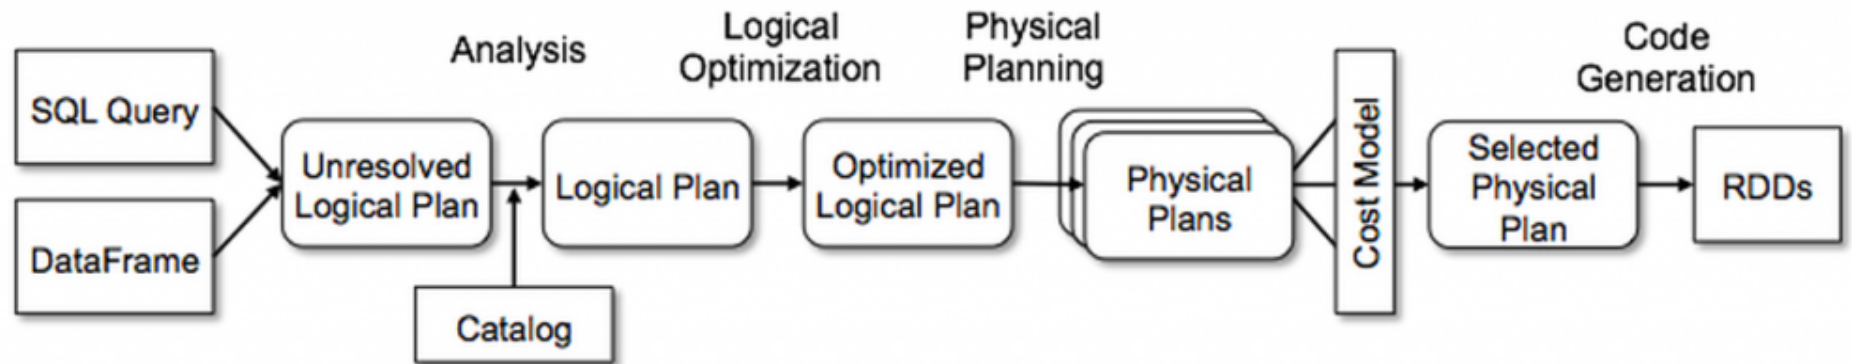 Analysis
Logical
Optimization
Physical
Planning
Code
Generation
SQL Query
DataFrame
Unresolved
Logical Plan
Catalog
Logical Plan
Optimized
Logical Plan
Physical
Plans
Cost Model
Selected
Physical
Plan
RDDs